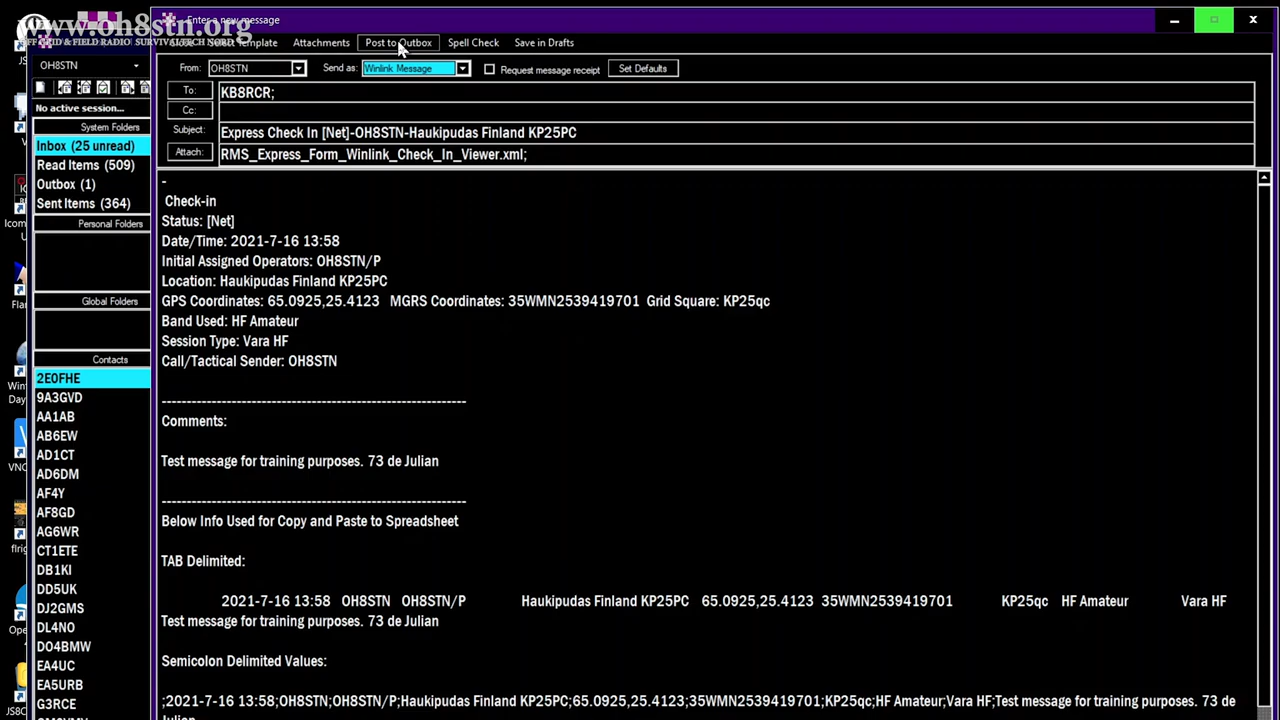 www.oh8stn.org
OFF GRID & FIELD RADIO| SURVIVALTECH NORD
Enter a new message
Close Select Template Attachments Post to Outbox Spell Check Save in Drafts
OH8STN
From: OH8STN Send as: Winlink Message Request message receipt Set Defaults
To: KB8RCR;
No active session...
Cc:
System Folders
Subject: Express Check In [Net]-OH8STN-Haukipudas Finland KP25PC
Inbox (25 unread)
Attach: RMS_Express_Form_Winlink_Check_In_Viewer.xml;
Read Items (509)
Outbox (1)
Sent Items (364)
Personal Folders
Global Folders
Contacts
2E0FHE
9A3GVD
AA1AB
AB6EW
AD1CT
AD6DM
AF4Y
AF8GD
AG6WR
CT1ETE
DB1KI
DD5UK
DJ2GMS
DL4NO
DO4BMW
EA4UC
EA5URB
G3RCE
-
Check-in
Status: [Net]
Date/Time: 2021-7-16 13:58
Initial Assigned Operators: OH8STN/P
Location: Haukipudas Finland KP25PC
GPS Coordinates: 65.0925,25.4123 MGRS Coordinates: 35WMN2539419701 Grid Square: KP25qc
Band Used: HF Amateur
Session Type: Vara HF
Call/Tactical Sender: OH8STN
----------------------------------------------------------------
Comments:
Test message for training purposes. 73 de Julian
----------------------------------------------------------------
Below Info Used for Copy and Paste to Spreadsheet
TAB Delimited:
2021-7-16 13:58 OH8STN OH8STN/P Haukipudas Finland KP25PC 65.0925,25.4123 35WMN2539419701 KP25qc HF Amateur Vara HF
Test message for training purposes. 73 de Julian
Semicolon Delimited Values:
;2021-7-16 13:58;OH8STN;OH8STN/P;Haukipudas Finland KP25PC;65.0925,25.4123;35WMN2539419701;KP25qc;HF Amateur;Vara HF;Test message for training purposes. 73 de
Julian